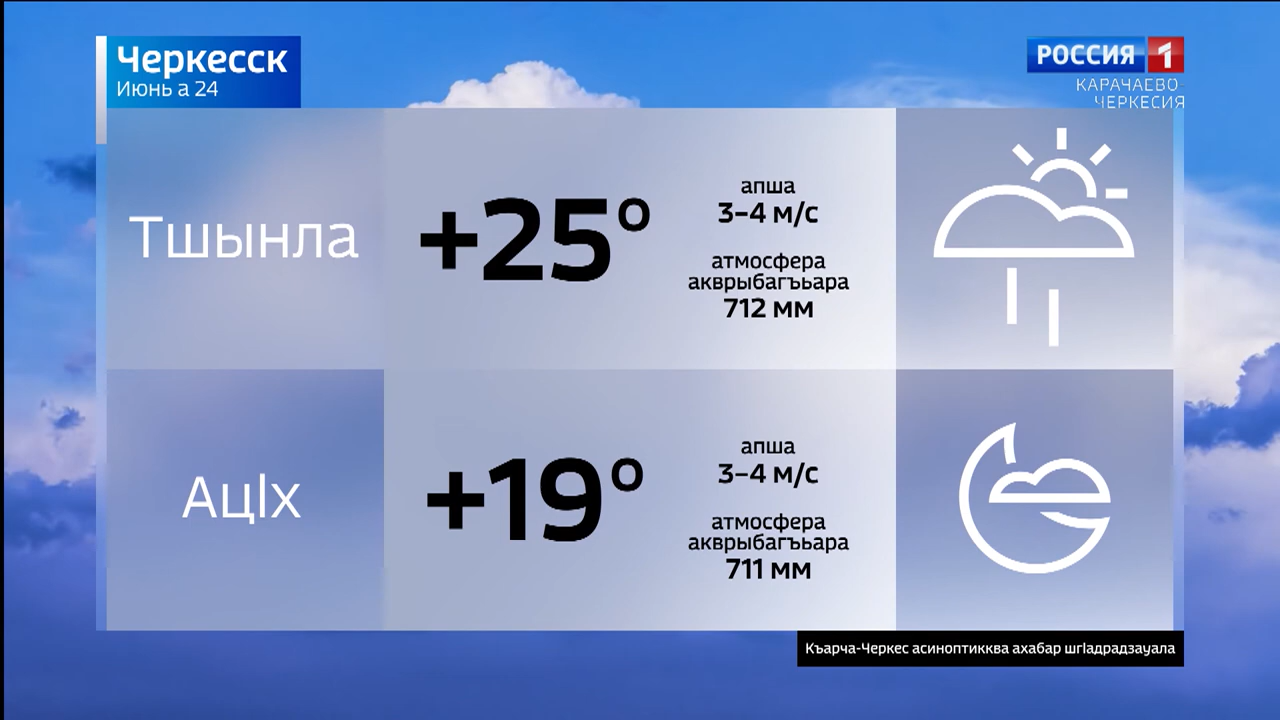 Черкесск
Июнь а 24
РОССИЯ 1
КАРАЧАЕВО-
ЧЕРКЕСИЯ
Тшынла
+25°
апша
3–4 м/с
атмосфера
акврыбагъьара
712 мм
АцӀх
+19°
апша
3–4 м/с
атмосфера
акврыбагъьара
711 мм
Къарча-Черкес асиноптикква ахабар шгӀадрадзауала